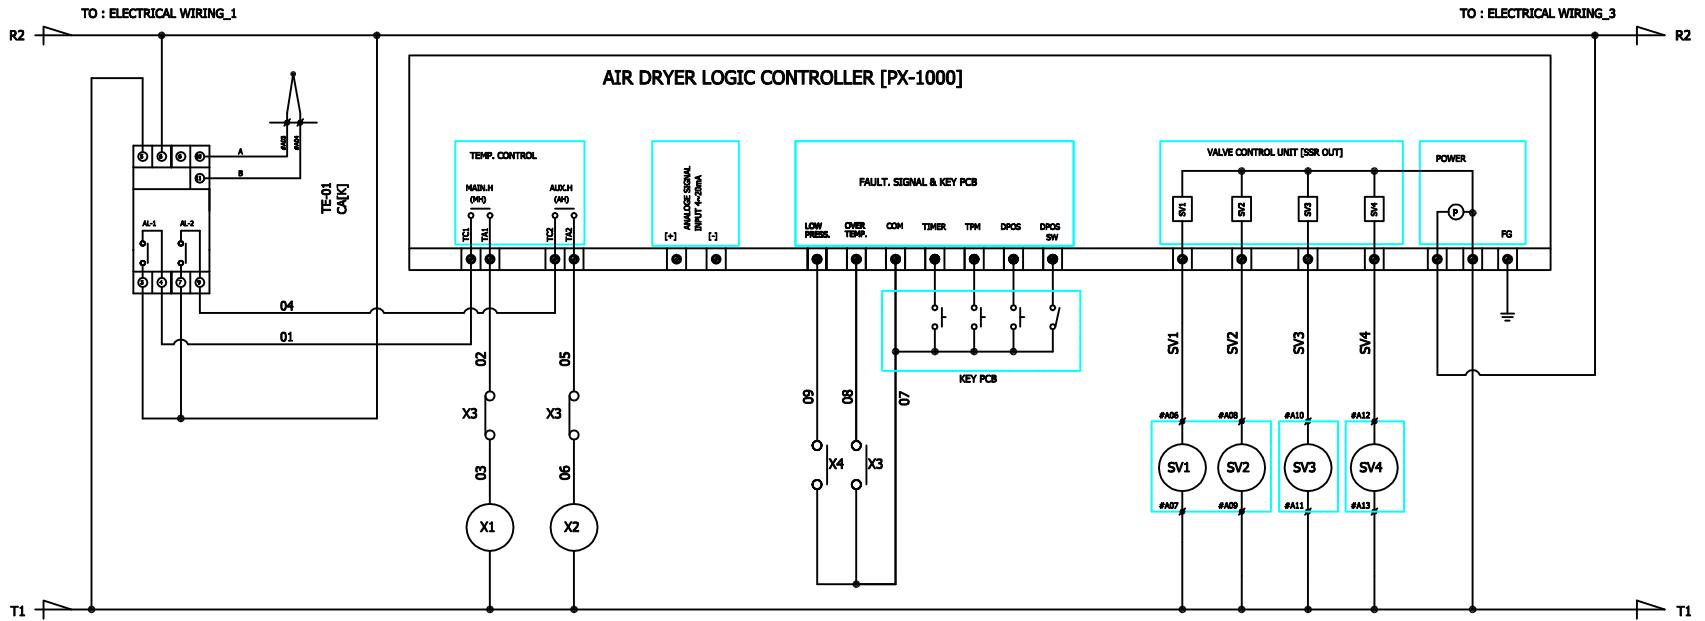 TO : ELECTRICAL WIRING_1
TO : ELECTRICAL WIRING_3
R2
R2
AIR DRYER LOGIC CONTROLLER [PX-1000]
#A03
#A04
TEMP. CONTROL
MAIN.H
(MH)
AUX.H
(AH)
TC1
TA1
TC2
TA2
ANALOGE SIGNAL
INPUT 4~20mA
[+]
[-]
FAULT. SIGNAL & KEY PCB
LOW
PRESS.
OVER
TEMP.
COM
TIMER
TPM
DPOS
DPOS
SW
VALVE CONTROL UNIT [SSR OUT]
SV1
SV2
SV3
SV4
POWER
P
FG
A
B
TE-01
CA[K]
AL-1
AL-2
04
01
02
05
X3
X3
03
06
X1
X2
KEY PCB
09
08
07
X4
X3
SV1
SV2
SV3
SV4
#A06
#A08
#A10
#A12
SV1
SV2
SV3
SV4
#A07
#A09
#A11
#A13
T1
T1